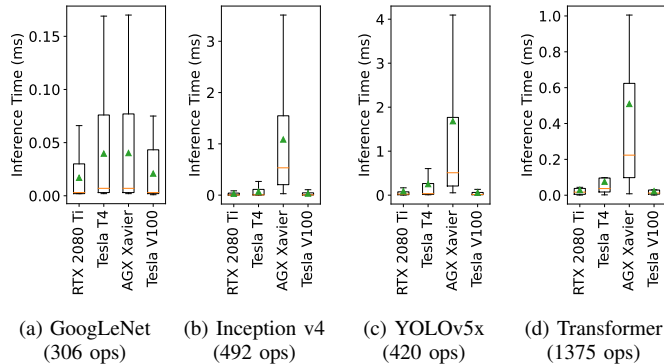 Inference Time (ms)
0.15
0.10
0.05
0.00
RTX 2080 Ti
Tesla T4
AGX Xavier
Tesla V100
Inference Time (ms)
3
2
1
0
RTX 2080 Ti
Tesla T4
AGX Xavier
Tesla V100
Inference Time (ms)
4
2
0
RTX 2080 Ti
Tesla T4
AGX Xavier
Tesla V100
Inference Time (ms)
1.0
0.8
0.6
0.4
0.2
0.0
RTX 2080 Ti
Tesla T4
AGX Xavier
Tesla V100
(a) GoogLeNet
(306 ops)
(b) Inception v4
(492 ops)
(c) YOLOv5x
(420 ops)
(d) Transformer
(1375 ops)